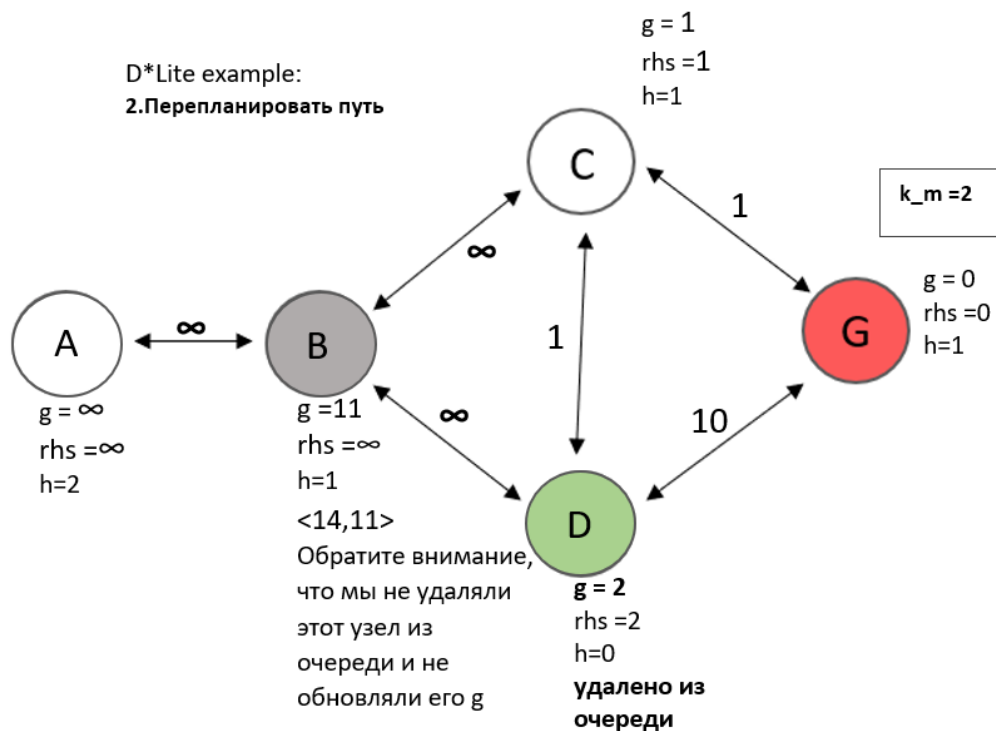 D*Lite example:
2.Перепланировать путь
g = 1
rhs =1
h=1
C
k_m =2
∞
1
A
∞
B
1
G
g = 0
rhs =0
h=1
g = ∞
rhs =∞
h=2
g =11
rhs =∞
h=1
<14,11>
Обратите внимание,
что мы не удаляли
этот узел из
очереди и не
обновляли его g
∞
10
D
g = 2
rhs =2
h=0
удалено из
очереди